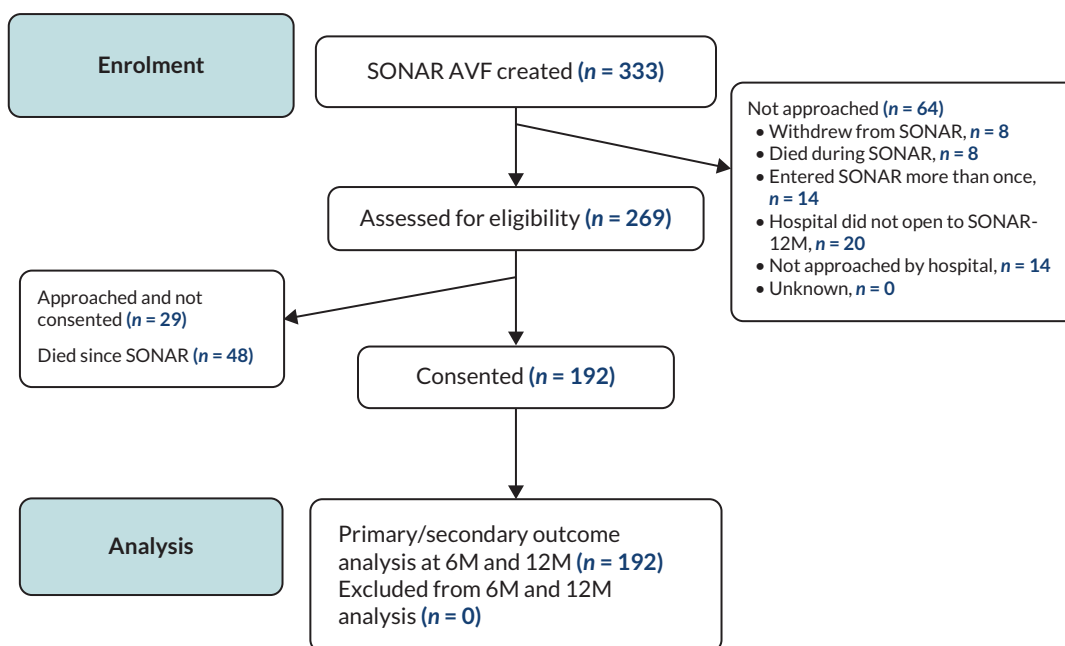 Enrolment
SONAR AVF created (n = 333)
Not approached (n = 64)
• Withdrew from SONAR, n = 8
• Died during SONAR, n = 8
• Entered SONAR more than once,
n = 14
• Hospital did not open to SONAR-
12M, n = 20
• Not approached by hospital, n = 14
• Unknown, n = 0
Assessed for eligibility (n = 269)
Approached and not
consented (n = 29)
Died since SONAR (n = 48)
Consented (n = 192)
Analysis
Primary/secondary outcome
analysis at 6M and 12M (n = 192)
Excluded from 6M and 12M
analysis (n = 0)